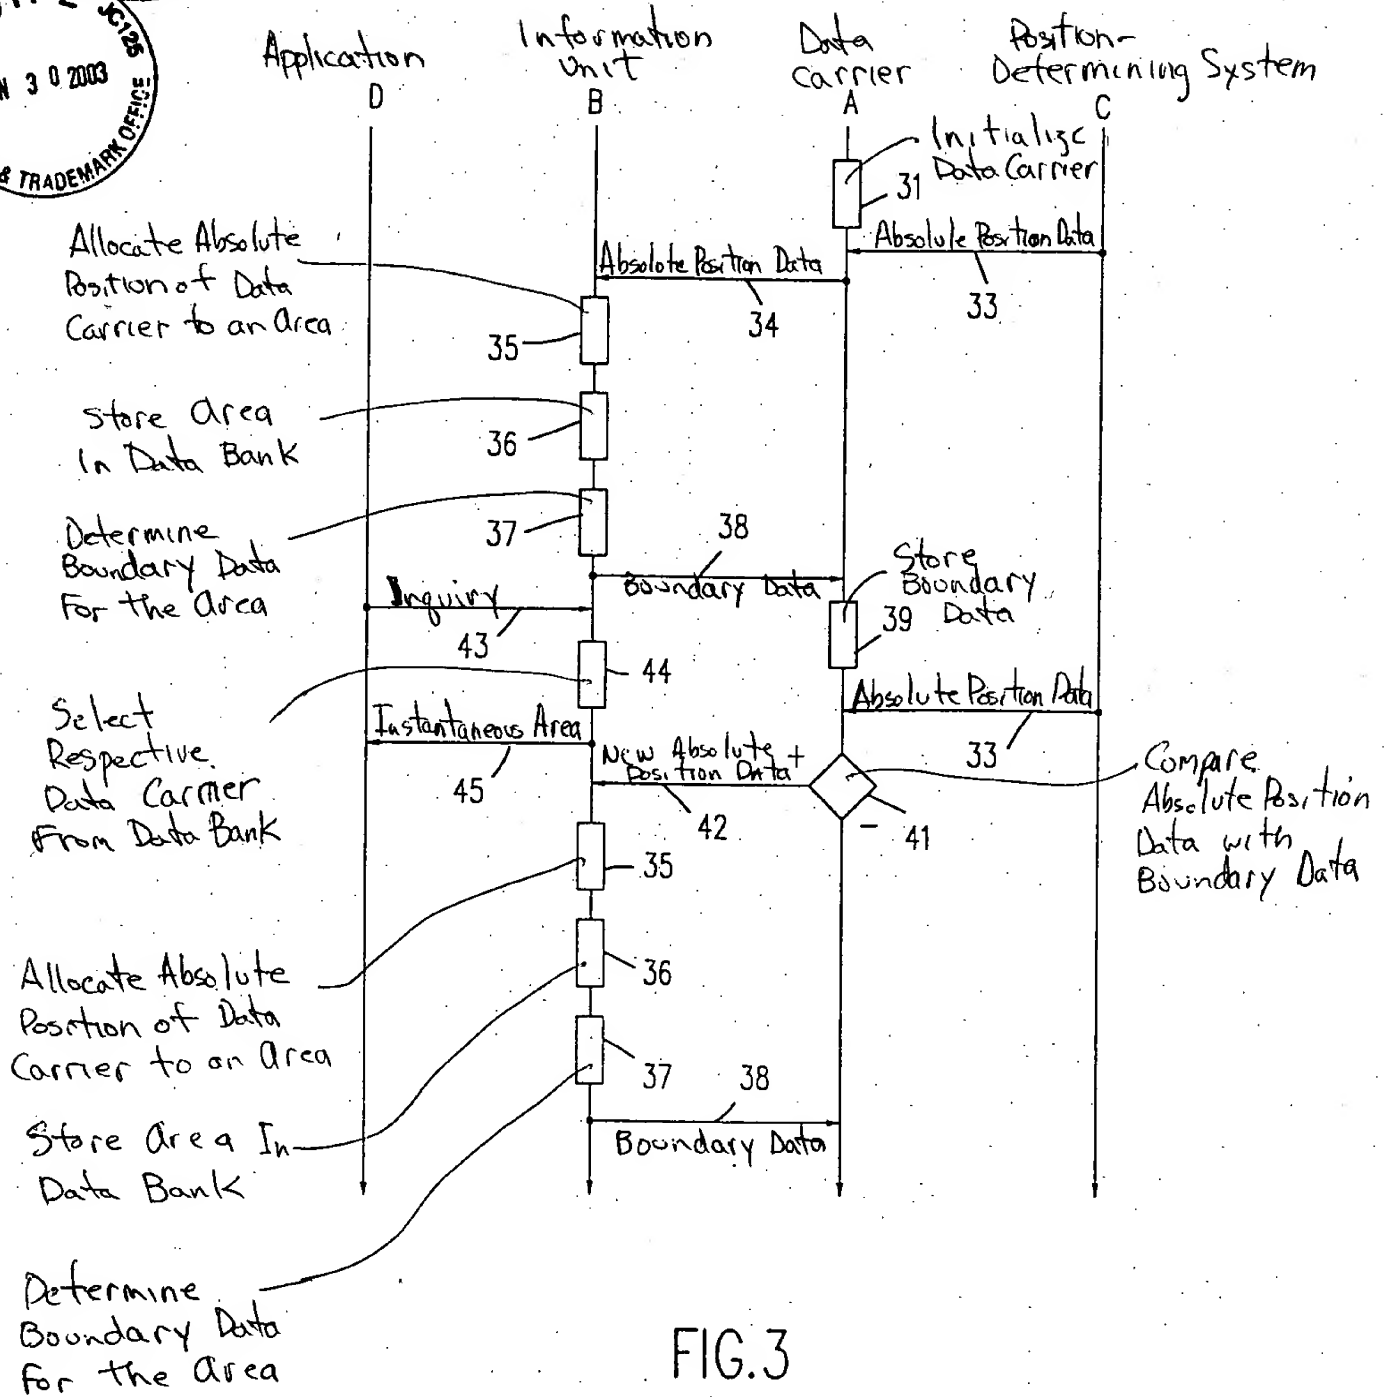 JC125
N 3 0 2003
& TRADEMARK OFFICE
Application
D
Information
Unit
B
Data
Carrier
A
Position-
Determining System
C
Initialize
Data Carrier
31
Absolute Position Data
33
Absolute Position Data
34
Allocate Absolute
Position of Data
Carrier to an Area
35
Store Area
In Data Bank
36
Determine
Boundary Data
For the Area
37
38
Boundary Data
Store
Boundary
Data
39
Inquiry
43
44
Select
Respective
Data Carrier
From Data Bank
Instantaneous Area
45
Absolute Position Data
33
New Absolute +
Position Data
42
41
−
Compare
Absolute Position
Data with
Boundary Data
35
Allocate Absolute
Position of Data
Carrier to an Area
36
Store Area In
Data Bank
37
38
Boundary Data
Determine
Boundary Data
For the Area
FIG.3